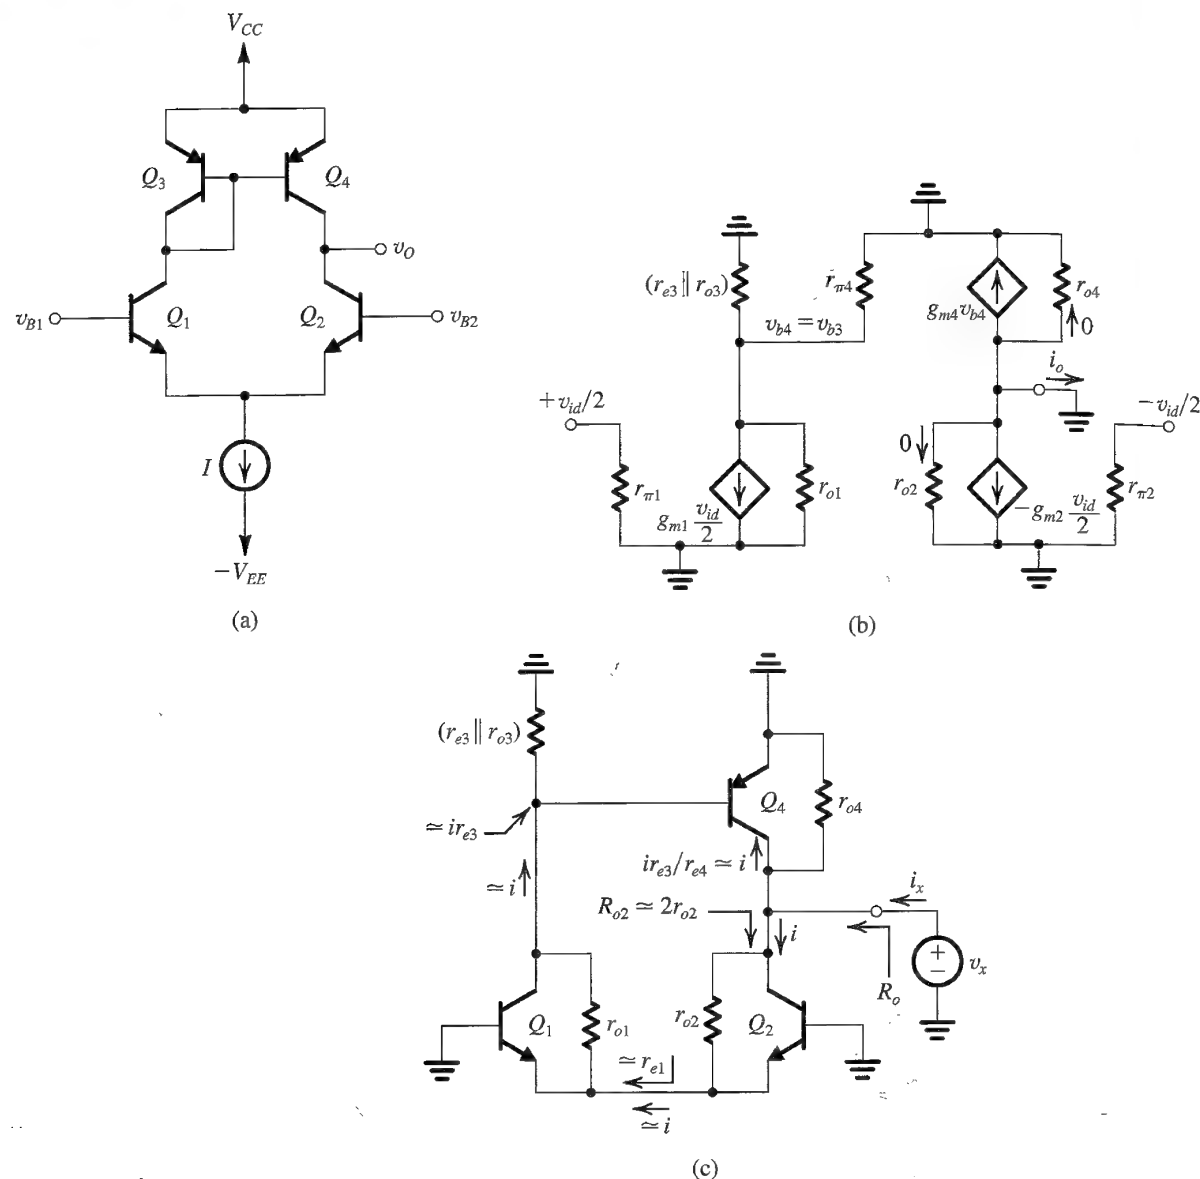 V_CC
Q_3
Q_4
v_O
v_B1
Q_1
Q_2
v_B2
I
−V_EE
(a)
(r_e3 ∥ r_o3)
r_π4
g_m4 v_b4
r_o4
0
v_b4 = v_b3
i_o
+v_id/2
−v_id/2
r_π1
g_m1 v_id/2
r_o1
0
r_o2
−g_m2 v_id/2
r_π2
(b)
(r_e3 ∥ r_o3)
Q_4
r_o4
≃ ir_e3
≃ i
ir_e3/r_e4 ≃ i
R_o2 ≃ 2r_o2
i
i_x
+
−
v_x
R_o
Q_1
r_o1
r_o2
Q_2
≃ r_e1
≃ i
(c)